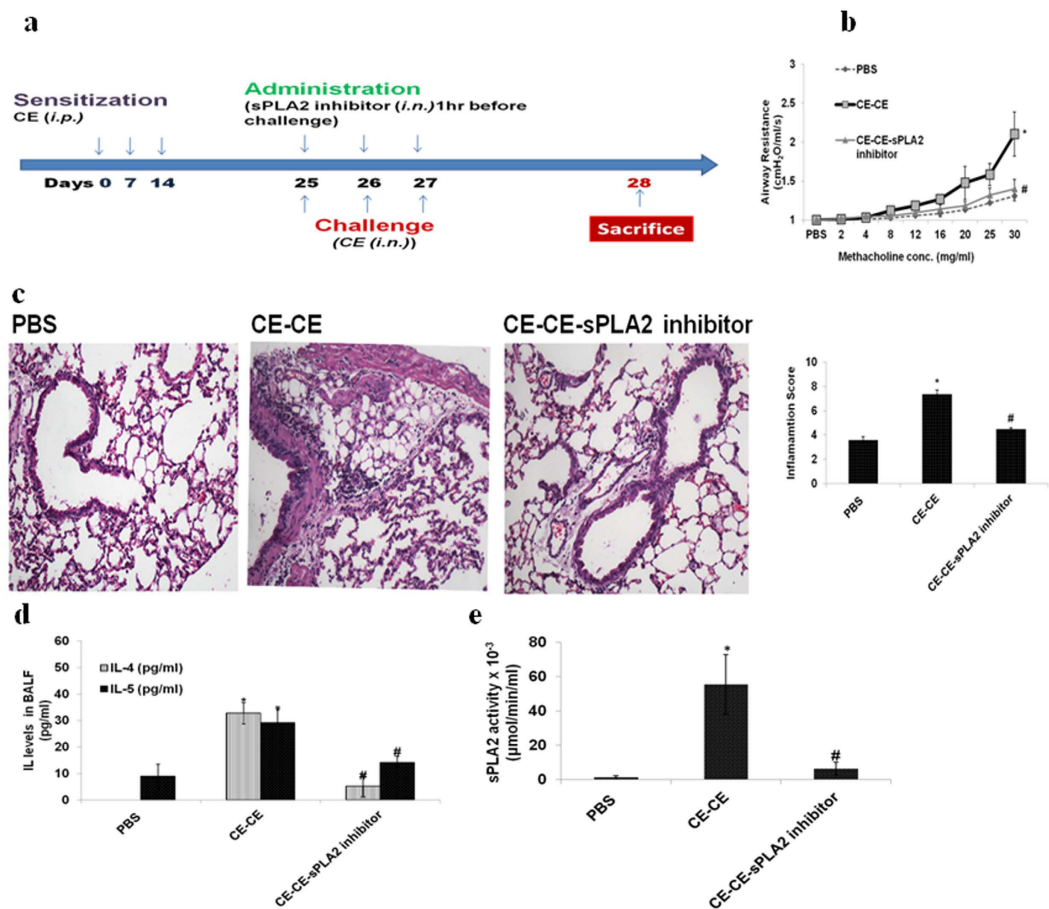 a
Sensitization
CE (i.p.)
Administration
(sPLA2 inhibitor (i.n.)1hr before
challenge)
Days 0 7 14 25 26 27 28
Challenge
(CE (i.n.))
Sacrifice
b
Airway Resistance
(cmH₂O/ml/s)
3
2.5
2
1.5
1
PBS
CE-CE
CE-CE-sPLA2
inhibitor
*
#
PBS 2 4 8 12 16 20 25 30
Methacholine conc. (mg/ml)
c
PBS
CE-CE
CE-CE-sPLA2 inhibitor
Inflamamtion Score
10
8
6
4
2
0
*
#
PBS
CE-CE
CE-CE-sPLA2 inhibitor
d
IL levels in BALF
(pg/ml)
60
50
40
30
20
10
0
IL-4 (pg/ml)
IL-5 (pg/ml)
*
*
#
#
PBS
CE-CE
CE-CE-sPLA2 inhibitor
e
sPLA2 activity x 10⁻³
(µmol/min/ml)
80
60
40
20
0
*
#
PBS
CE-CE
CE-CE-sPLA2 inhibitor